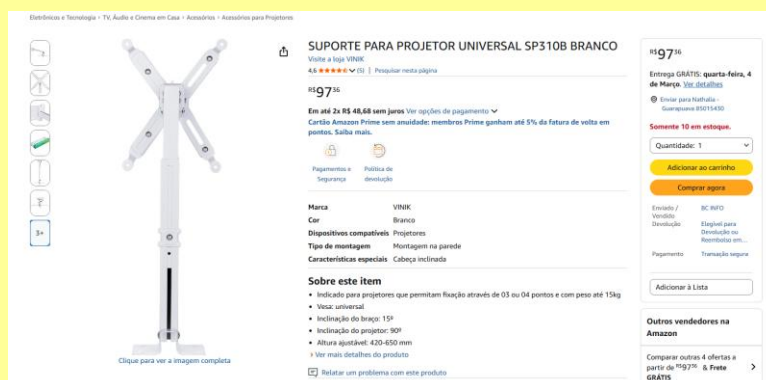 Eletrônicos e Tecnologia › TV, Áudio e Cinema em Casa › Acessórios › Acessórios para Projetores
3+
Clique para ver a imagem completa
SUPORTE PARA PROJETOR UNIVERSAL SP310B BRANCO
Visite a loja VINIK
4,6 (5) | Pesquisar nesta página
R$97³⁶
Em até 2x R$ 48,68 sem juros Ver opções de pagamento
Cartão Amazon Prime sem anuidade: membros Prime ganham até 5% da fatura de volta em
pontos. Saiba mais.
Pagamentos e
Segurança
Política de
devolução
Marca VINIK
Cor Branco
Dispositivos compatíveis Projetores
Tipo de montagem Montagem na parede
Características especiais Cabeça inclinada
Sobre este item
• Indicado para projetores que permitam fixação através de 03 ou 04 pontos e com peso até 15kg
• Vesa: universal
• Inclinação do braço: 15º
• Inclinação do projetor: 90º
• Altura ajustável: 420-650 mm
› Ver mais detalhes do produto
Relatar um problema com este produto
R$97³⁶
Entrega GRÁTIS: quarta-feira, 4
de Março. Ver detalhes
Enviar para Nathalia -
Guarapuava 85015430
Somente 10 em estoque.
Quantidade: 1
Adicionar ao carrinho
Comprar agora
Enviado / BC INFO
Vendido
Devolução Elegível para
Devolução ou
Reembolso em...
Pagamento Transação segura
Adicionar à Lista
Outros vendedores na
Amazon
Comparar outras 4 ofertas a
partir de R$97³⁶ & Frete
GRÁTIS